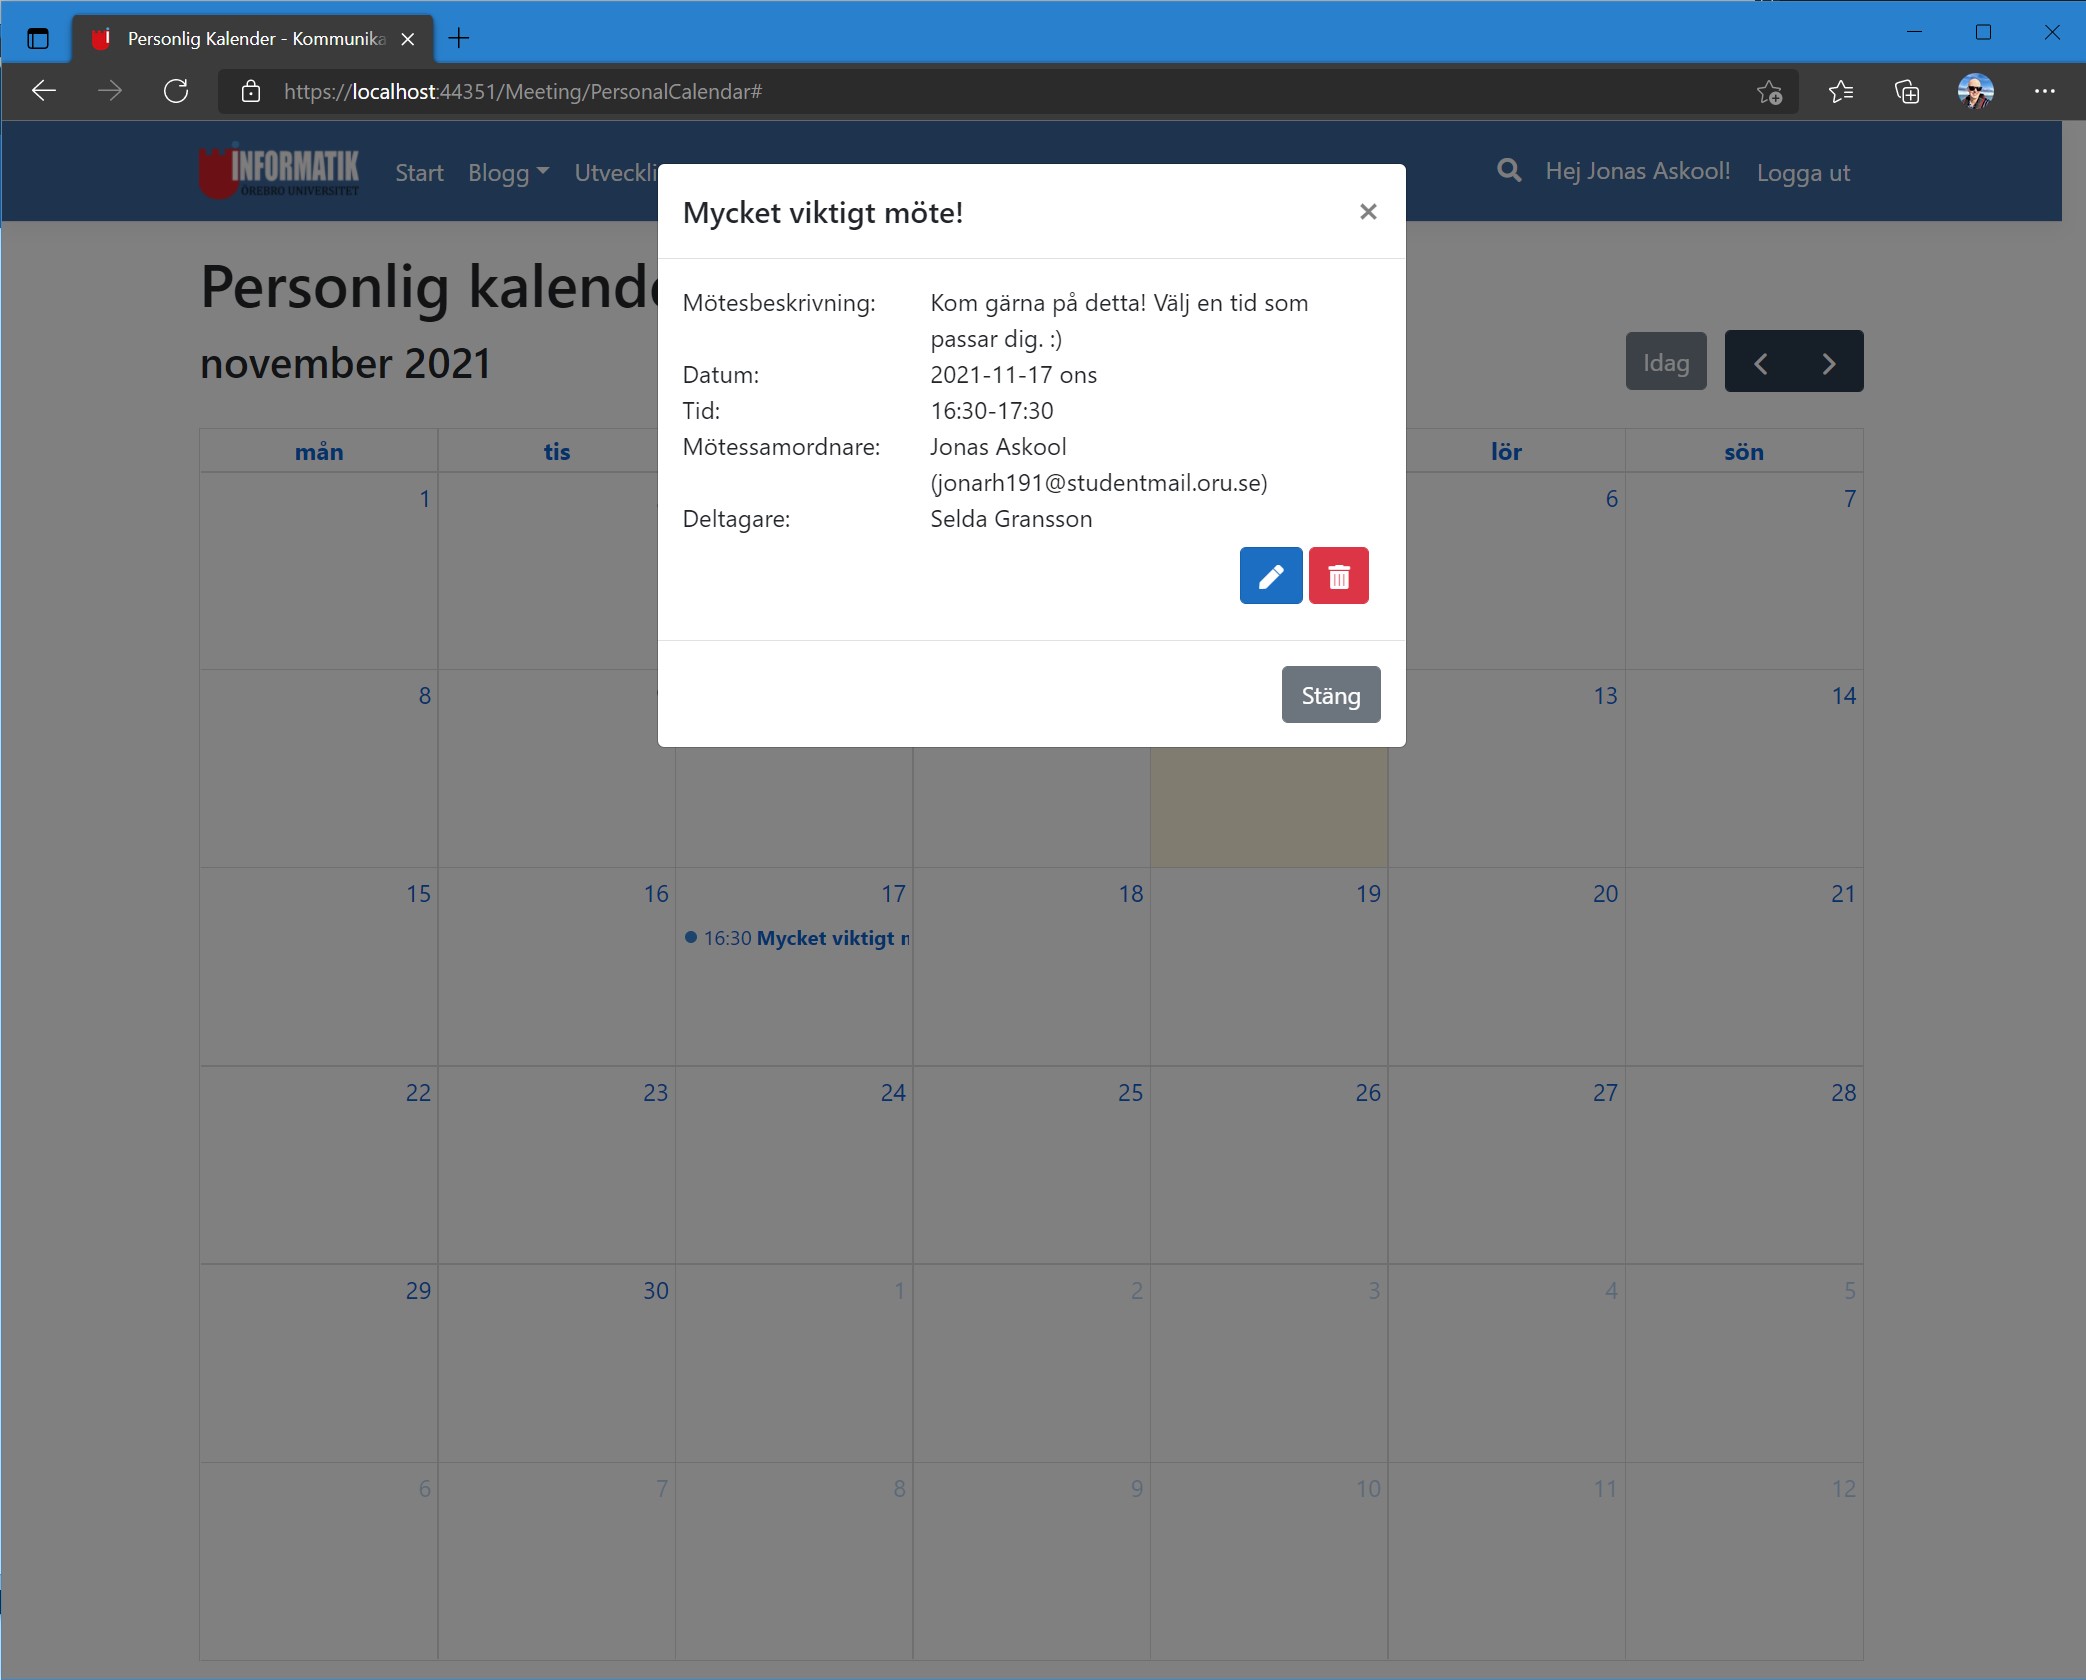 Personlig Kalender - Kommunika
https://localhost:44351/Meeting/PersonalCalendar#
INFORMATIK
ÖREBRO UNIVERSITET
Start Blogg Utveckli
Hej Jonas Askool! Logga ut
Mycket viktigt möte! ×
Mötesbeskrivning: Kom gärna på detta! Välj en tid som
passar dig. :)
Datum: 2021-11-17 ons
Tid: 16:30-17:30
Mötessamordnare: Jonas Askool
(jonarh191@studentmail.oru.se)
Deltagare: Selda Gransson
Stäng
Personlig kalende
november 2021
Idag
mån tis lör sön
1 6 7
8 13 14
15 16 17 18 19 20 21
16:30 Mycket viktigt
22 23 24 25 26 27 28
29 30 1 2 3 4 5
6 7 8 9 10 11 12